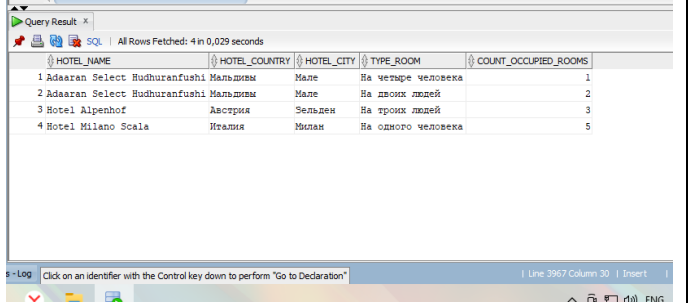 Query Result x
SQL | All Rows Fetched: 4 in 0,029 seconds
HOTEL_NAME HOTEL_COUNTRY HOTEL_CITY TYPE_ROOM COUNT_OCCUPIED_ROOMS
1 Adaaran Select Hudhuranfushi Мальдивы Мале На четыре человека 1
2 Adaaran Select Hudhuranfushi Мальдивы Мале На двоих людей 2
3 Hotel Alpenhof Австрия Зельден На троих людей 3
4 Hotel Milano Scala Италия Милан На одного человека 5
s - Log Click on an identifier with the Control key down to perform "Go to Declaration" | Line 3967 Column 30 | Insert |
ENG